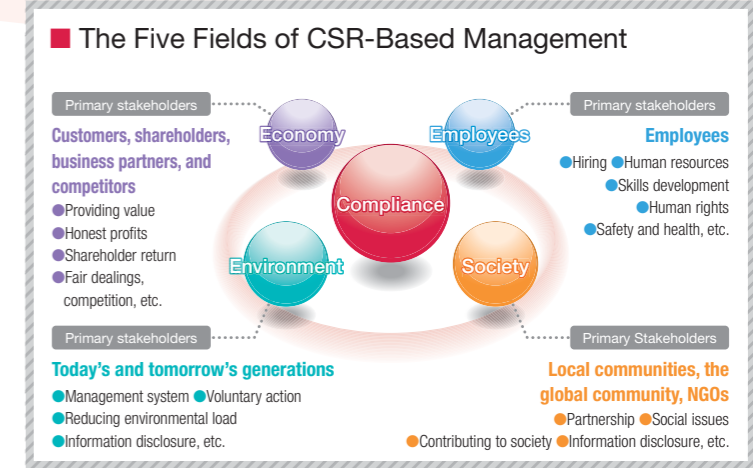 ■ The Five Fields of CSR-Based Management
Primary stakeholders
Customers, shareholders,
business partners, and
competitors
●Providing value
●Honest profits
●Shareholder return
●Fair dealings,
competition, etc.
Economy
Employees
Compliance
Environment
Society
Primary stakeholders
Employees
●Hiring ●Human resources
●Skills development
●Human rights
●Safety and health, etc.
Primary stakeholders
Today's and tomorrow's generations
●Management system ●Voluntary action
●Reducing environmental load
●Information disclosure, etc.
Primary Stakeholders
Local communities, the
global community, NGOs
●Partnership ●Social issues
●Contributing to society ●Information disclosure, etc.